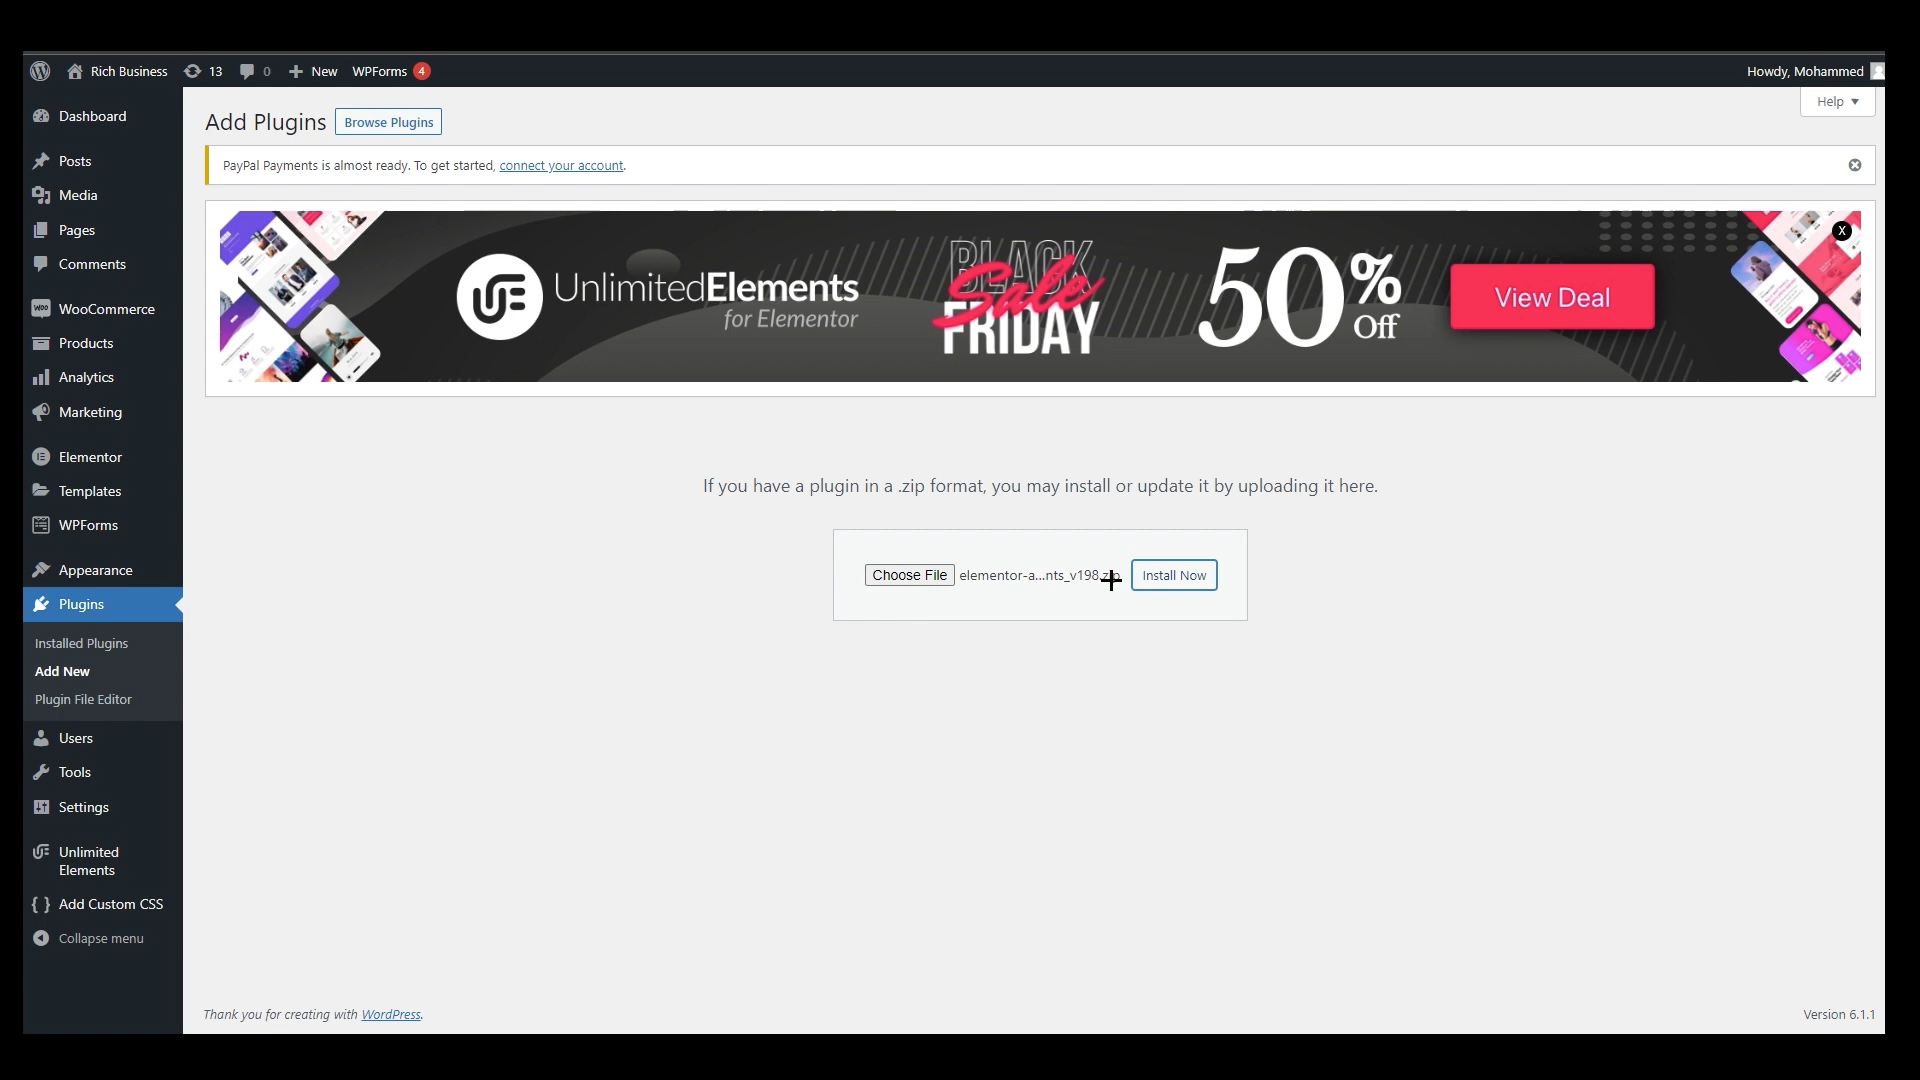 Rich Business 13 0 New WPForms 4 Howdy, Mohammed
Help
Dashboard
Posts
Media
Pages
Comments
WooCommerce
Products
Analytics
Marketing
Elementor
Templates
WPForms
Appearance
Plugins
Installed Plugins
Add New
Plugin File Editor
Users
Tools
Settings
Unlimited
Elements
Add Custom CSS
Collapse menu
Add Plugins Browse Plugins
PayPal Payments is almost ready. To get started, connect your account.
X
UnlimitedElements
for Elementor
BLACK
Sale
FRIDAY
50%
Off
View Deal
If you have a plugin in a .zip format, you may install or update it by uploading it here.
Choose File elementor-a...nts_v198.zip Install Now
Thank you for creating with WordPress.
Version 6.1.1